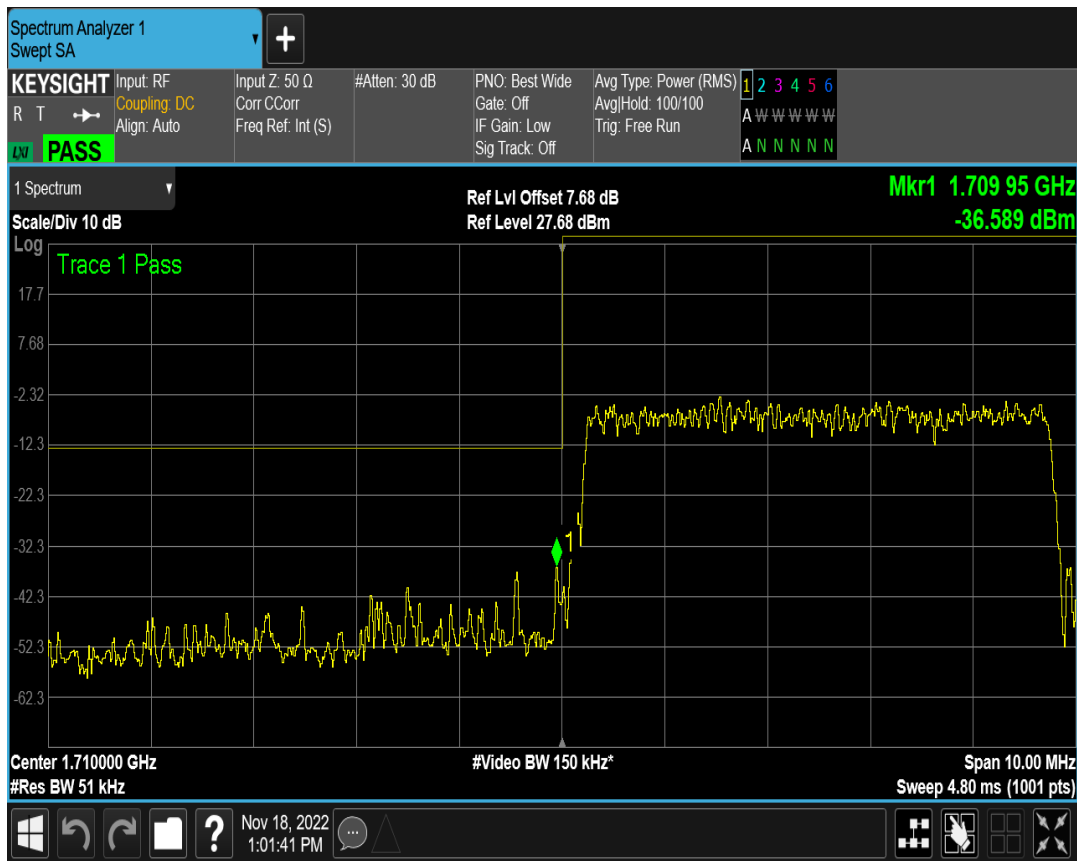 Spectrum Analyzer 1
Swept SA
+
KEYSIGHT
R T
LXI PASS
Input: RF
Coupling: DC
Align: Auto
Input Z: 50 Ω
Corr CCorr
Freq Ref: Int (S)
#Atten: 30 dB
PNO: Best Wide
Gate: Off
IF Gain: Low
Sig Track: Off
Avg Type: Power (RMS)
Avg|Hold: 100/100
Trig: Free Run
1 2 3 4 5 6
A W W W W W
A N N N N N
1 Spectrum
Scale/Div 10 dB
Ref Lvl Offset 7.68 dB
Ref Level 27.68 dBm
Mkr1 1.709 95 GHz
-36.589 dBm
Log
Trace 1 Pass
17.7
7.68
-2.32
-12.3
-22.3
-32.3
1
-42.3
-52.3
-62.3
Center 1.710000 GHz
#Video BW 150 kHz*
Span 10.00 MHz
#Res BW 51 kHz
Sweep 4.80 ms (1001 pts)
?
Nov 18, 2022
1:01:41 PM